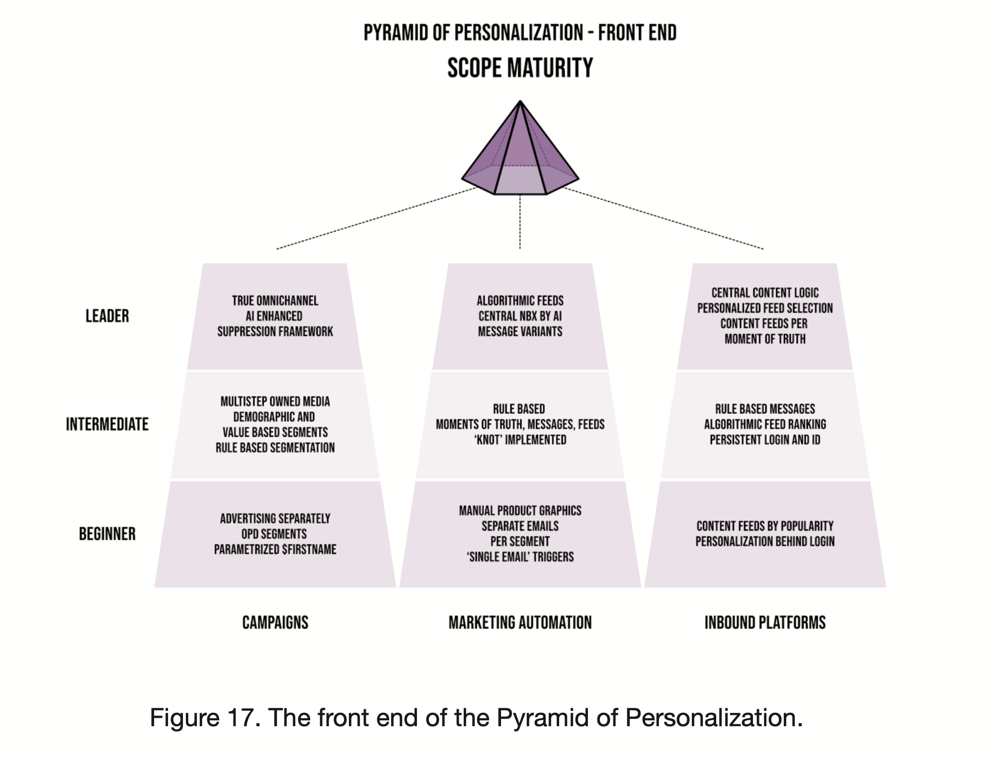 PYRAMID OF PERSONALIZATION - FRONT END
SCOPE MATURITY
LEADER
TRUE OMNICHANNEL
AI ENHANCED
SUPPRESSION FRAMEWORK
ALGORITHMIC FEEDS
CENTRAL NBX BY AI
MESSAGE VARIANTS
CENTRAL CONTENT LOGIC
PERSONALIZED FEED SELECTION
CONTENT FEEDS PER
MOMENT OF TRUTH
INTERMEDIATE
MULTISTEP OWNED MEDIA
DEMOGRAPHIC AND
VALUE BASED SEGMENTS
RULE BASED SEGMENTATION
RULE BASED
MOMENTS OF TRUTH, MESSAGES, FEEDS
‘KNOT’ IMPLEMENTED
RULE BASED MESSAGES
ALGORITHMIC FEED RANKING
PERSISTENT LOGIN AND ID
BEGINNER
ADVERTISING SEPARATELY
OPD SEGMENTS
PARAMETRIZED $FIRSTNAME
MANUAL PRODUCT GRAPHICS
SEPARATE EMAILS
PER SEGMENT
‘SINGLE EMAIL’ TRIGGERS
CONTENT FEEDS BY POPULARITY
PERSONALIZATION BEHIND LOGIN
CAMPAIGNS
MARKETING AUTOMATION
INBOUND PLATFORMS
Figure 17. The front end of the Pyramid of Personalization.